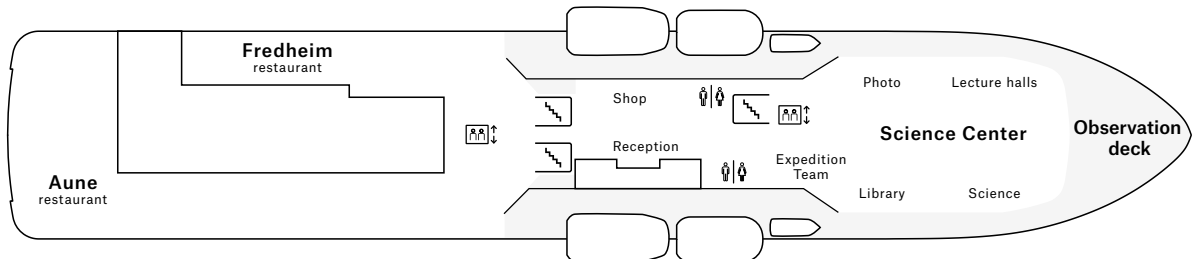 Fredheim
restaurant
Aune
restaurant
Shop
Reception
Expedition
Team
Photo
Lecture halls
Science Center
Library
Science
Observation
deck